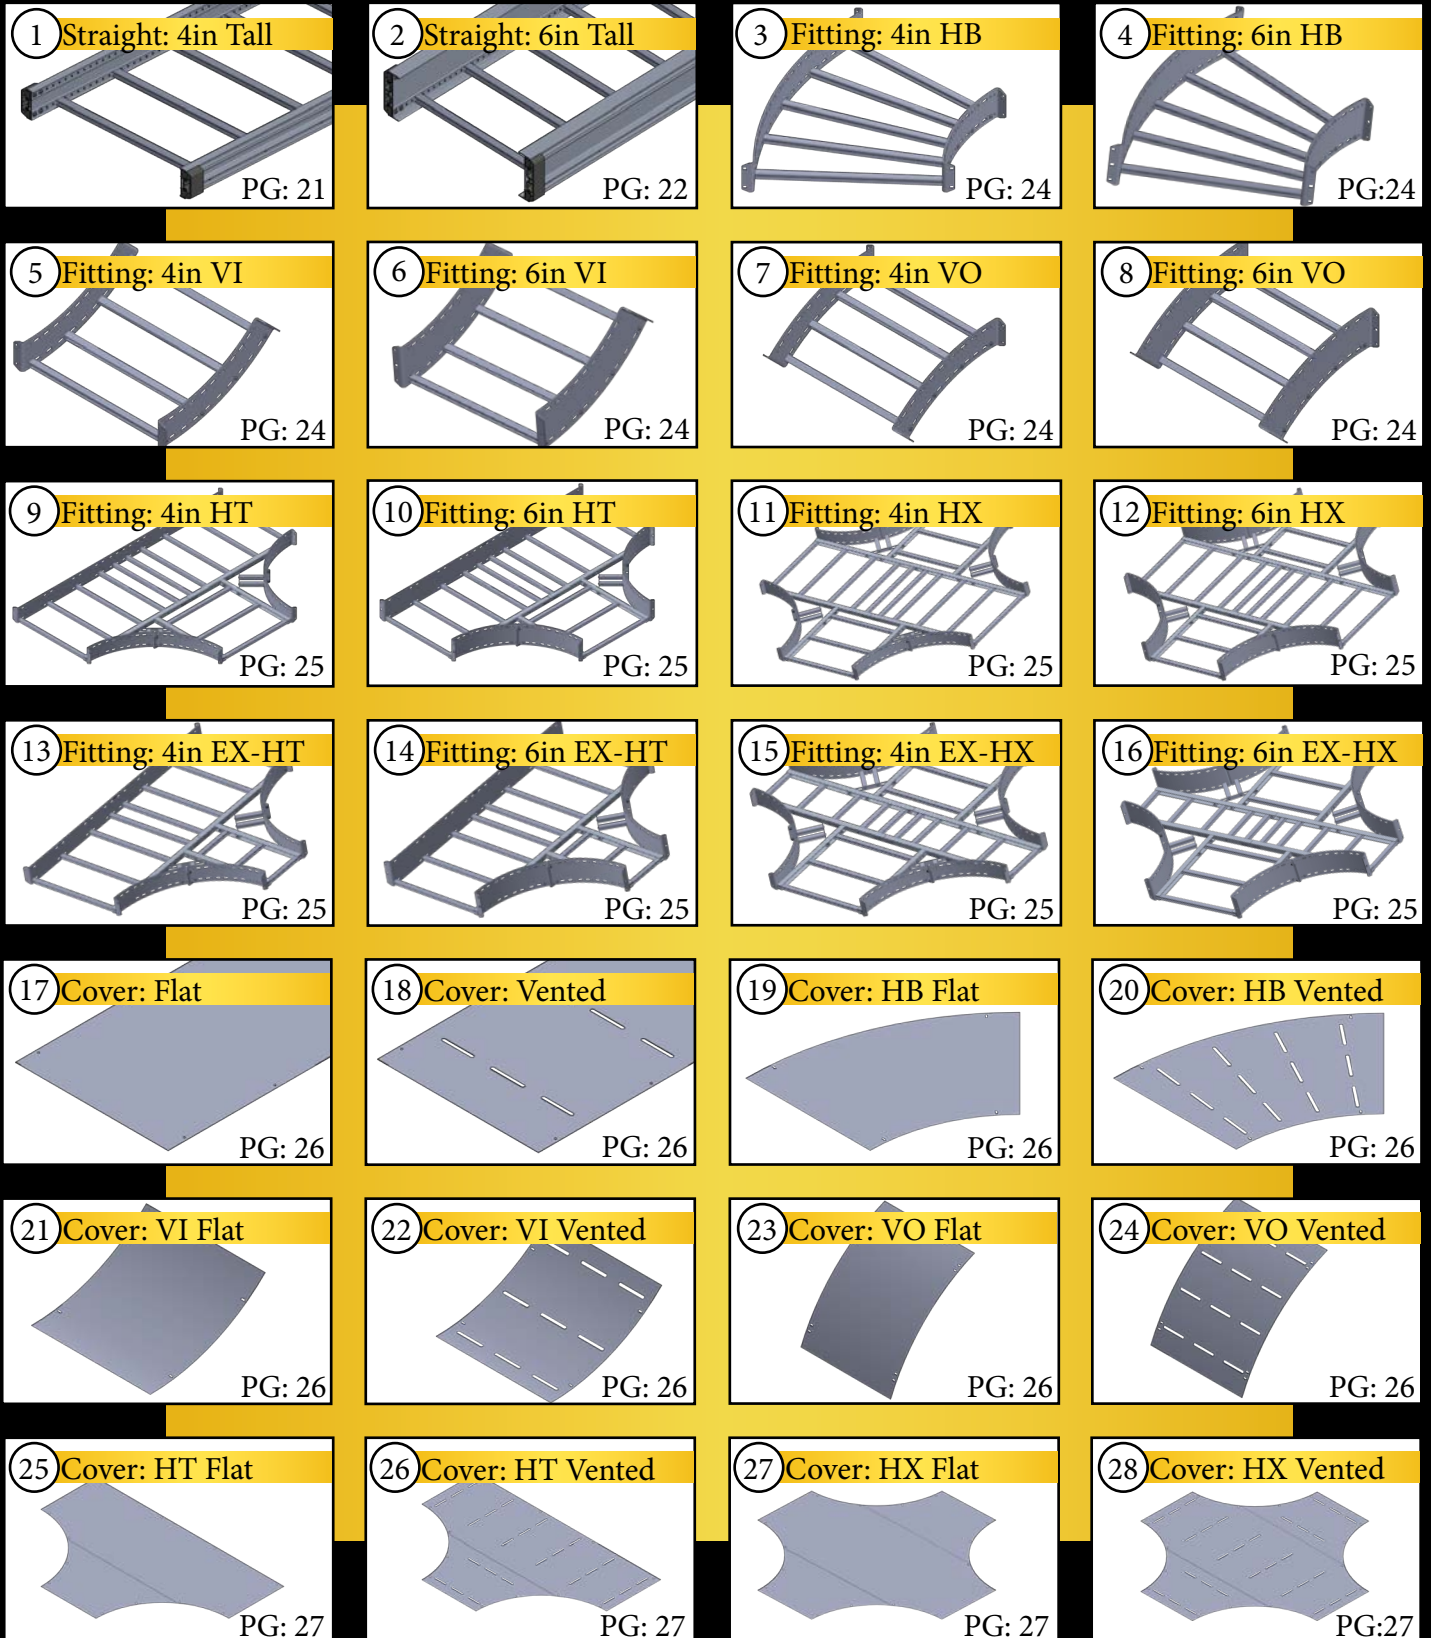 1 Straight: 4in Tall
PG: 21
2 Straight: 6in Tall
PG: 22
3 Fitting: 4in HB
PG: 24
4 Fitting: 6in HB
PG:24
5 Fitting: 4in VI
PG: 24
6 Fitting: 6in VI
PG: 24
7 Fitting: 4in VO
PG: 24
8 Fitting: 6in VO
PG: 24
9 Fitting: 4in HT
PG: 25
10 Fitting: 6in HT
PG: 25
11 Fitting: 4in HX
PG: 25
12 Fitting: 6in HX
PG: 25
13 Fitting: 4in EX-HT
PG: 25
14 Fitting: 6in EX-HT
PG: 25
15 Fitting: 4in EX-HX
PG: 25
16 Fitting: 6in EX-HX
PG: 25
17 Cover: Flat
PG: 26
18 Cover: Vented
PG: 26
19 Cover: HB Flat
PG: 26
20 Cover: HB Vented
PG: 26
21 Cover: VI Flat
PG: 26
22 Cover: VI Vented
PG: 26
23 Cover: VO Flat
PG: 26
24 Cover: VO Vented
PG: 26
25 Cover: HT Flat
PG: 27
26 Cover: HT Vented
PG: 27
27 Cover: HX Flat
PG: 27
28 Cover: HX Vented
PG:27